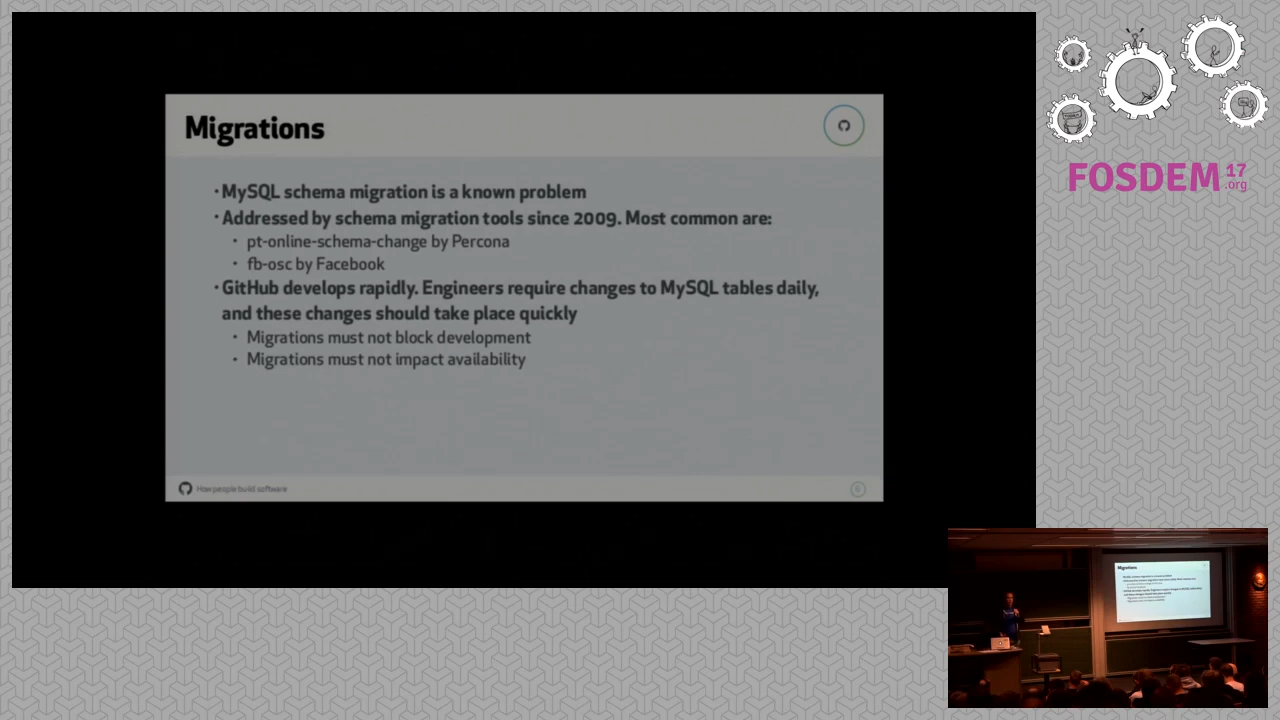 Migrations
• MySQL schema migration is a known problem
• Addressed by schema migration tools since 2009. Most common are:
• pt-online-schema-change by Percona
• fb-osc by Facebook
• GitHub develops rapidly. Engineers require changes to MySQL tables daily,
and these changes should take place quickly
• Migrations must not block development
• Migrations must not impact availability
How people build software
FOSDEM 17
.org
Migrations